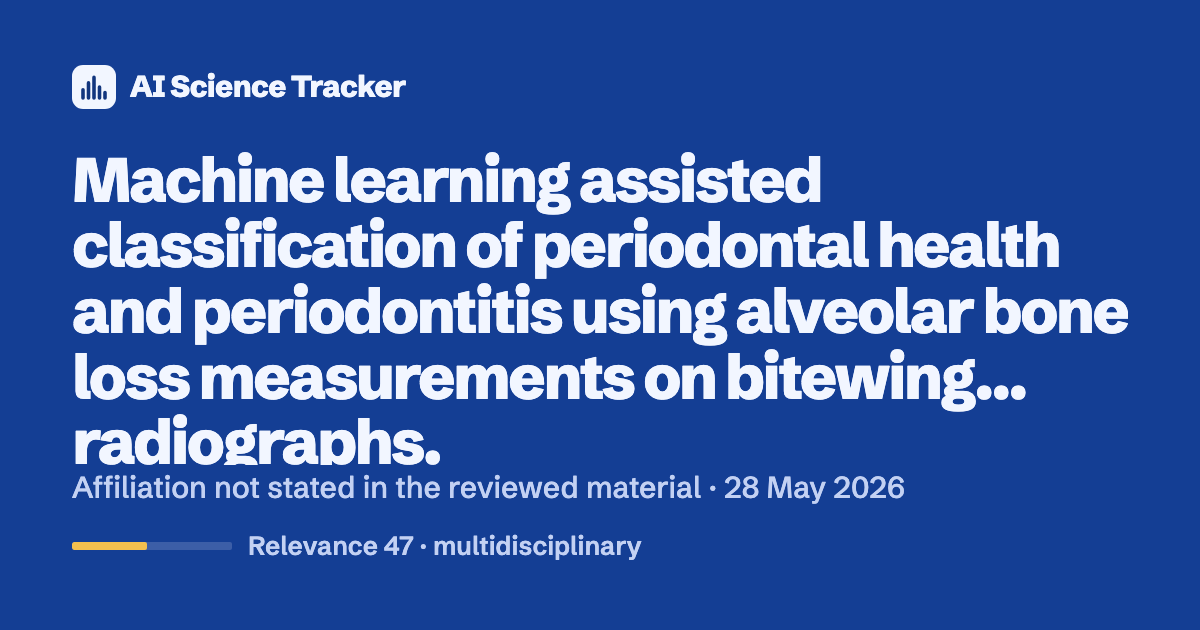 AI Science Tracker
Machine learning assisted
classification of periodontal health
and periodontitis using alveolar bone
loss measurements on bitewing...
radiographs.
Affiliation not stated in the reviewed material · 28 May 2026
Relevance 47 · multidisciplinary